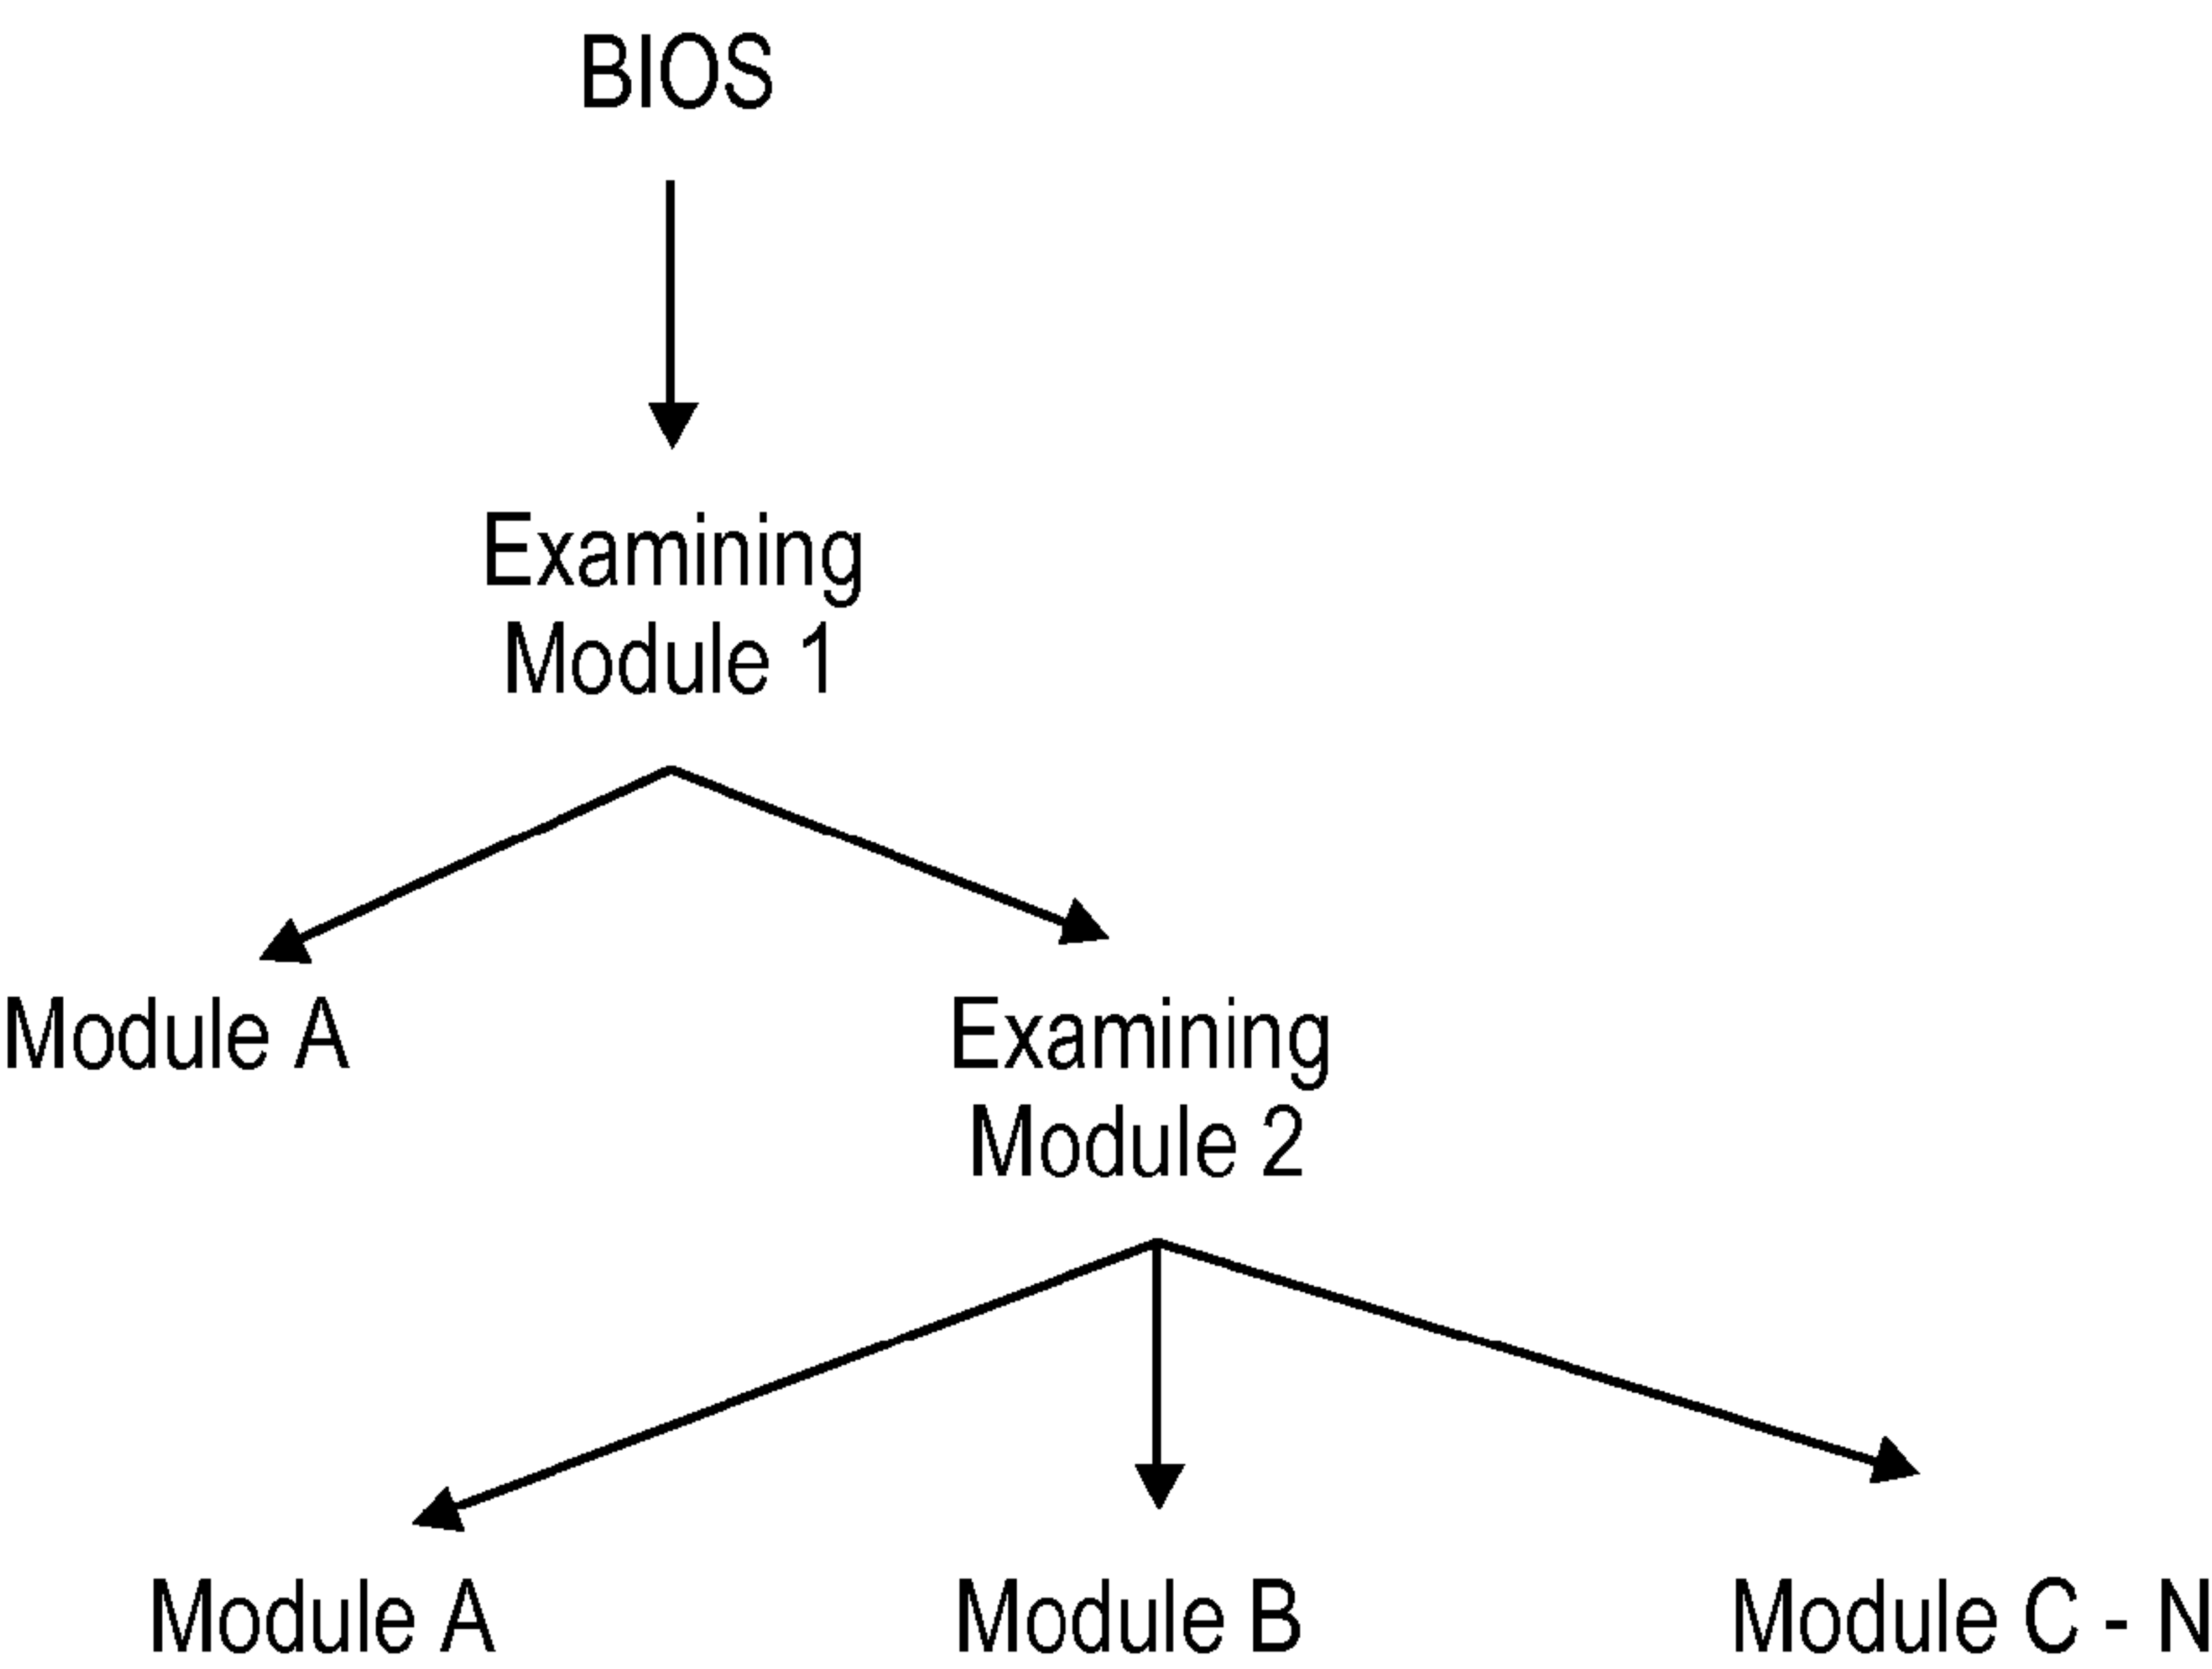 BIOS
Examining
Module 1
Module A
Examining
Module 2
Module A
Module B
Module C - N